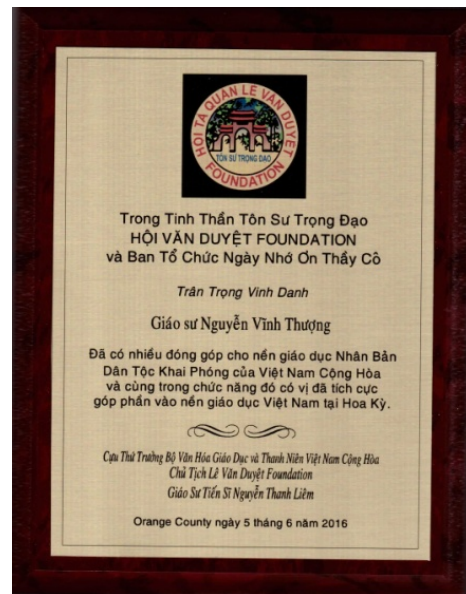 HỘI TẢ QUÂN LÊ VĂN DUYỆT
TÔN SƯ TRỌNG ĐẠO
FOUNDATION
Trong Tinh Thần Tôn Sư Trọng Đạo
HỘI VĂN DUYỆT FOUNDATION
và Ban Tổ Chức Ngày Nhớ Ơn Thầy Cô
Trân Trọng Vinh Danh
Giáo sư Nguyễn Vĩnh Thượng
Đã có nhiều đóng góp cho nền giáo dục Nhân Bản
Dân Tộc Khai Phóng của Việt Nam Cộng Hòa
và cùng trong chức năng đó có vị đã tích cực
góp phần vào nền giáo dục Việt Nam tại Hoa Kỳ.
Cựu Thứ Trưởng Bộ Văn Hóa Giáo Dục và Thanh Niên Việt Nam Cộng Hòa
Chủ Tịch Lê Văn Duyệt Foundation
Giáo Sư Tiến Sĩ Nguyễn Thanh Liêm
Orange County ngày 5 tháng 6 năm 2016